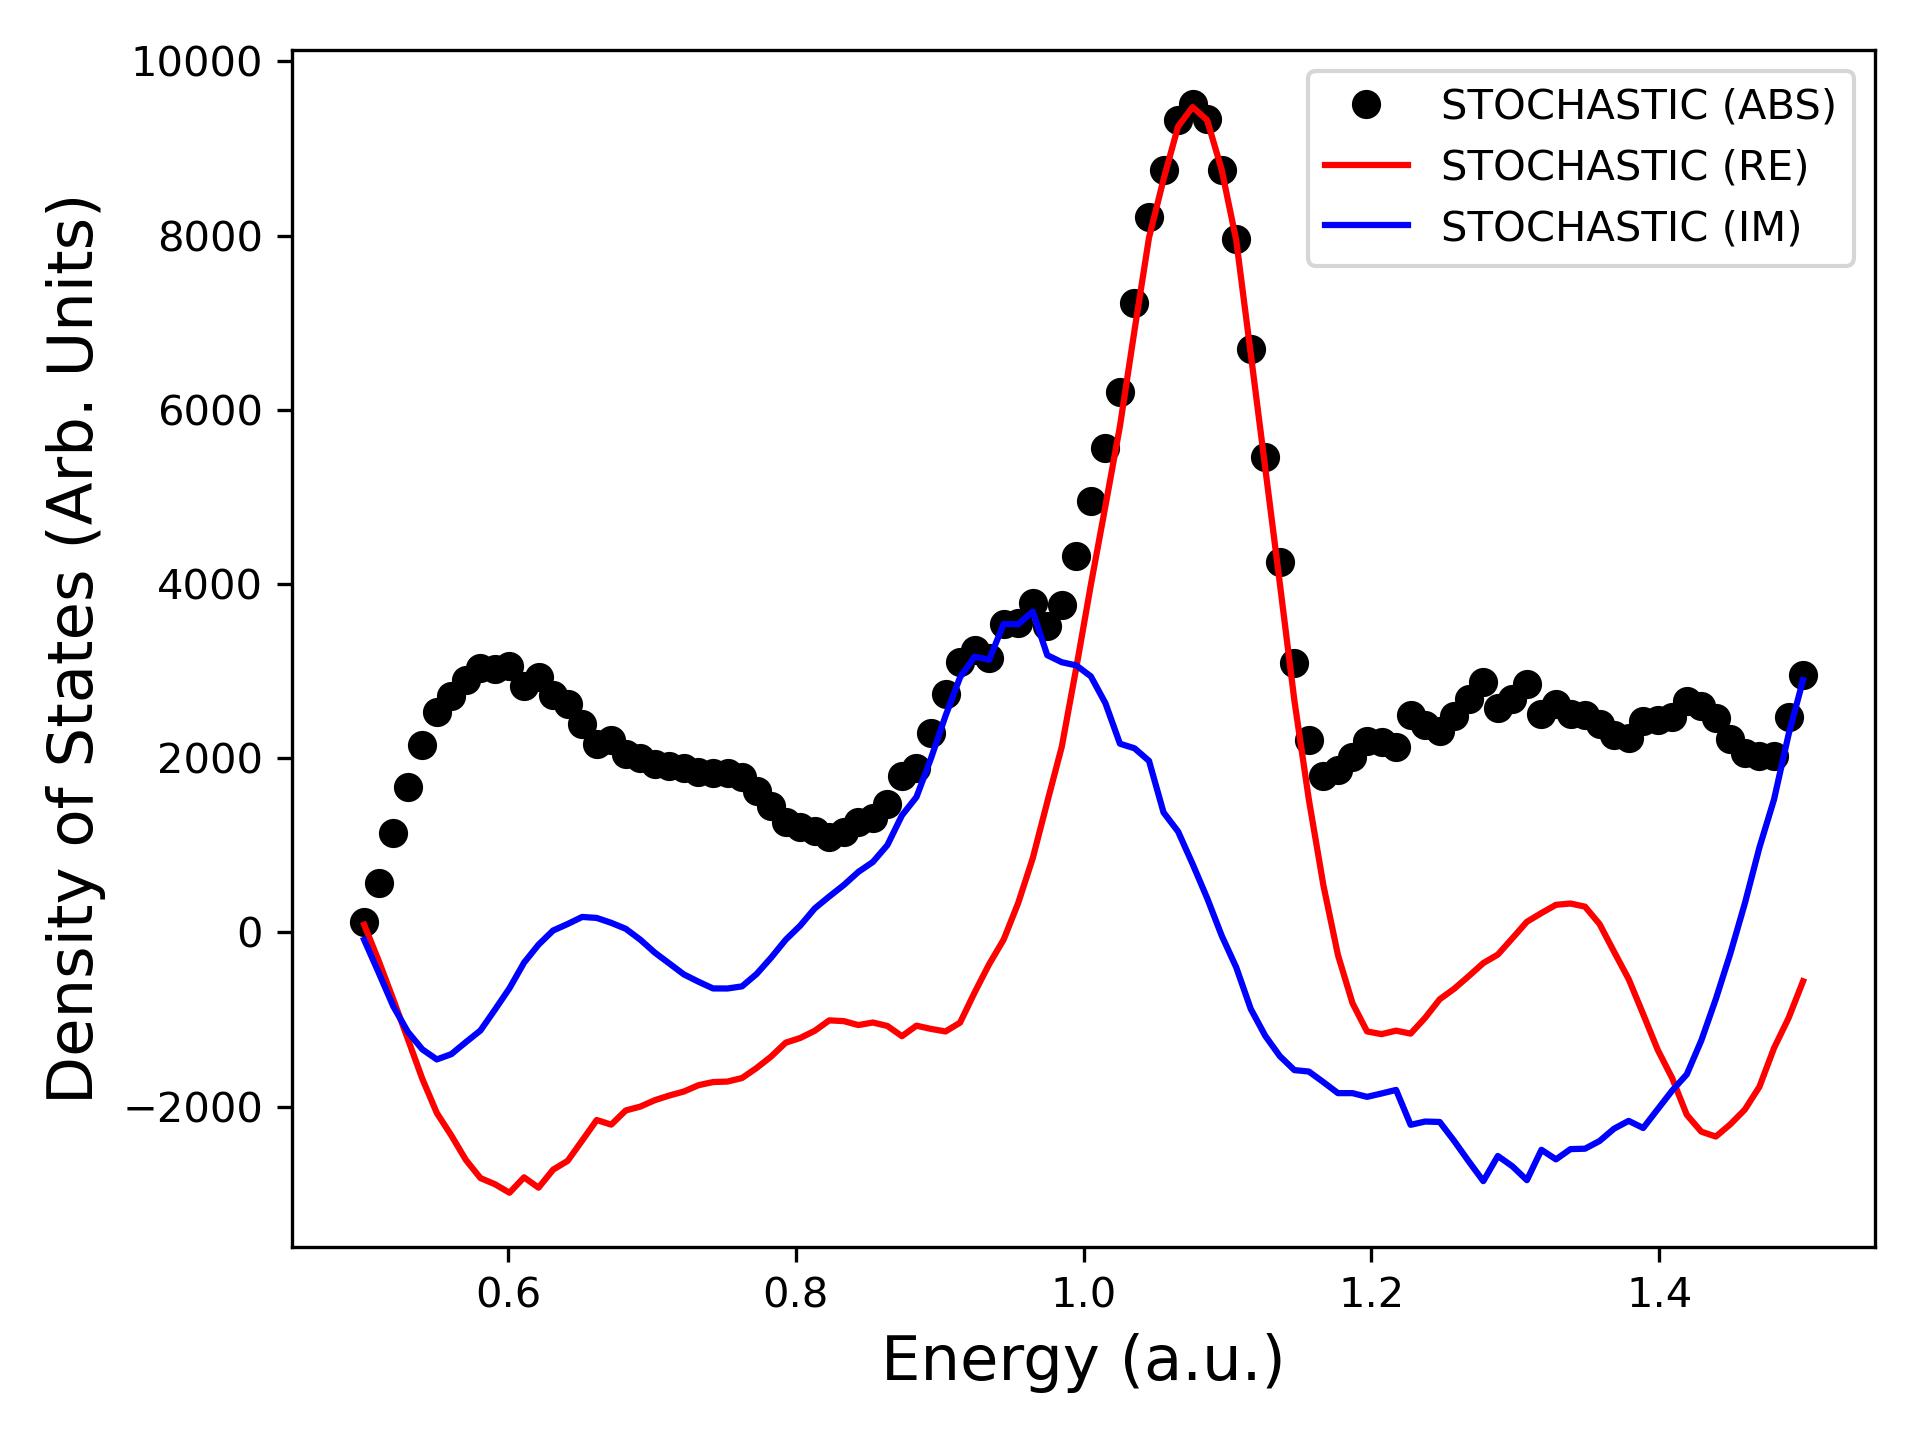 Density of States (Arb. Units)
10000
8000
6000
4000
2000
0
−2000
STOCHASTIC (ABS)
STOCHASTIC (RE)
STOCHASTIC (IM)
0.6 0.8 1.0 1.2 1.4
Energy (a.u.)